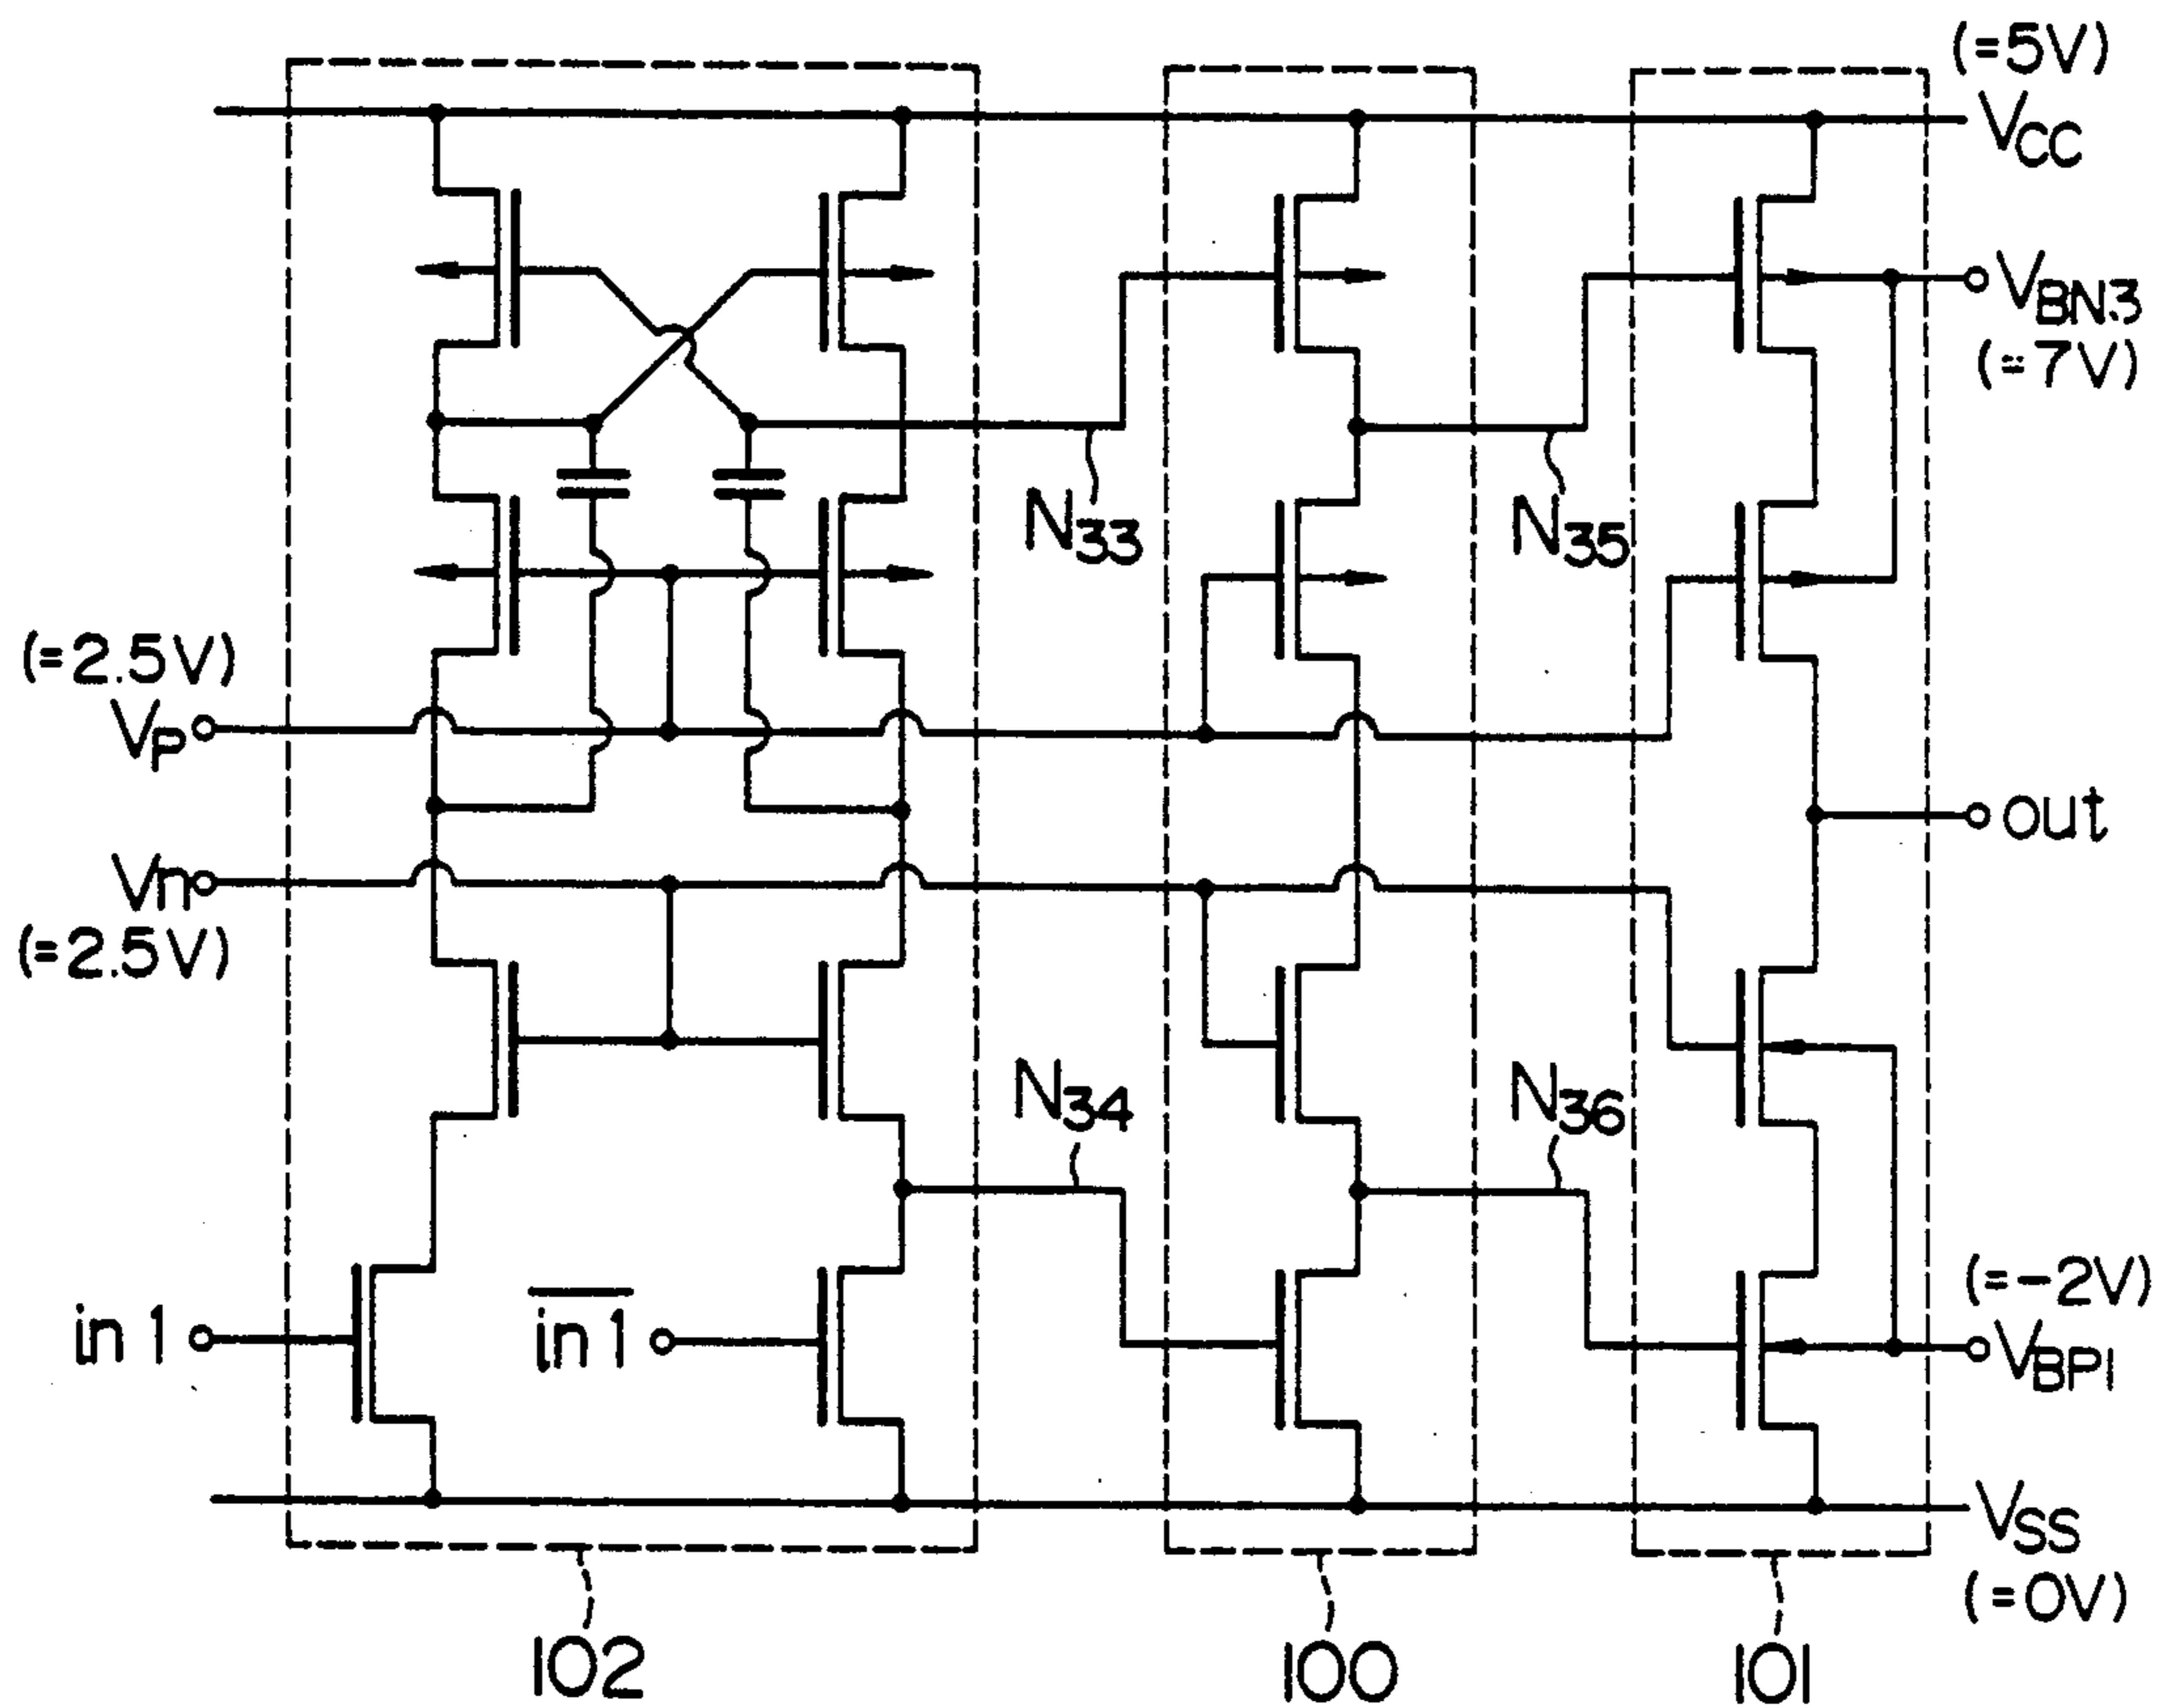 (=5V)
VCC
VBN3
(=7V)
N33
N35
(=2.5V)
VP
out
Vn
(=2.5V)
N34
N36
(=-2V)
VBP1
in 1
in 1
VSS
(=0V)
102
100
101